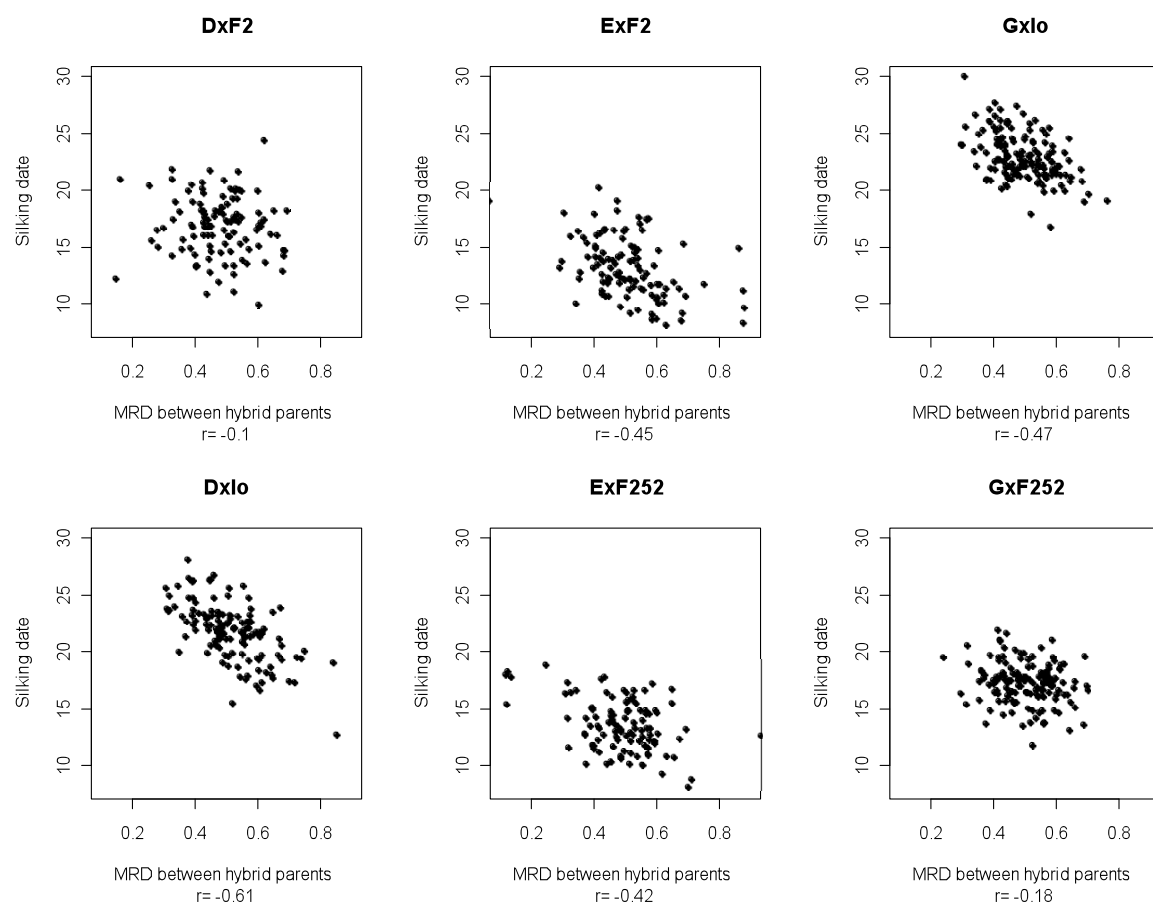 DxF2
30
25
20
15
10
Silking date
0.2 0.4 0.6 0.8
MRD between hybrid parents
r= -0.1
ExF2
30
25
20
15
10
Silking date
0.2 0.4 0.6 0.8
MRD between hybrid parents
r= -0.45
GxIo
30
25
20
15
10
Silking date
0.2 0.4 0.6 0.8
MRD between hybrid parents
r= -0.47
DxIo
30
25
20
15
10
Silking date
0.2 0.4 0.6 0.8
MRD between hybrid parents
r= -0.61
ExF252
30
25
20
15
10
Silking date
0.2 0.4 0.6 0.8
MRD between hybrid parents
r= -0.42
GxF252
30
25
20
15
10
Silking date
0.2 0.4 0.6 0.8
MRD between hybrid parents
r= -0.18